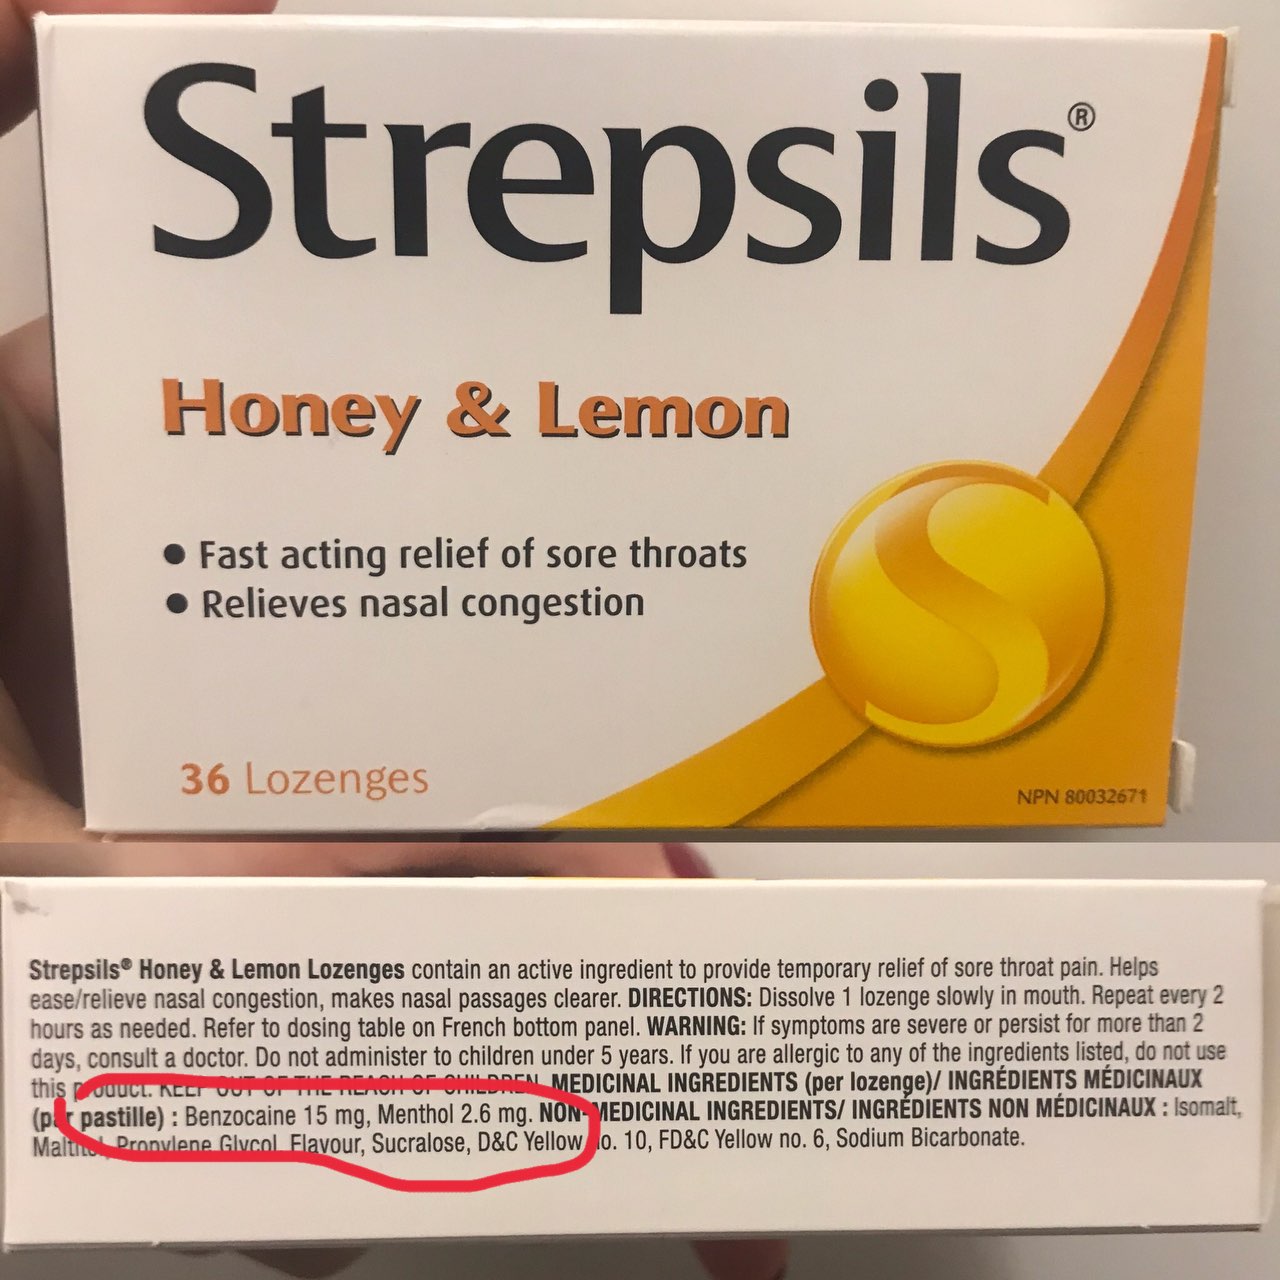 Strepsils®
Honey & Lemon
● Fast acting relief of sore throats
● Relieves nasal congestion
36 Lozenges
NPN 80032671
Strepsils® Honey & Lemon Lozenges contain an active ingredient to provide temporary relief of sore throat pain. Helps
ease/relieve nasal congestion, makes nasal passages clearer. DIRECTIONS: Dissolve 1 lozenge slowly in mouth. Repeat every 2
hours as needed. Refer to dosing table on French bottom panel. WARNING: If symptoms are severe or persist for more than 2
days, consult a doctor. Do not administer to children under 5 years. If you are allergic to any of the ingredients listed, do not use
this product. KEEP OUT OF THE REACH OF CHILDREN. MEDICINAL INGREDIENTS (per lozenge)/ INGRÉDIENTS MÉDICINAUX
(par pastille) : Benzocaine 15 mg, Menthol 2.6 mg. NON-MEDICINAL INGREDIENTS/ INGRÉDIENTS NON MÉDICINAUX : Isomalt,
Maltitol, Propylene Glycol, Flavour, Sucralose, D&C Yellow no. 10, FD&C Yellow no. 6, Sodium Bicarbonate.